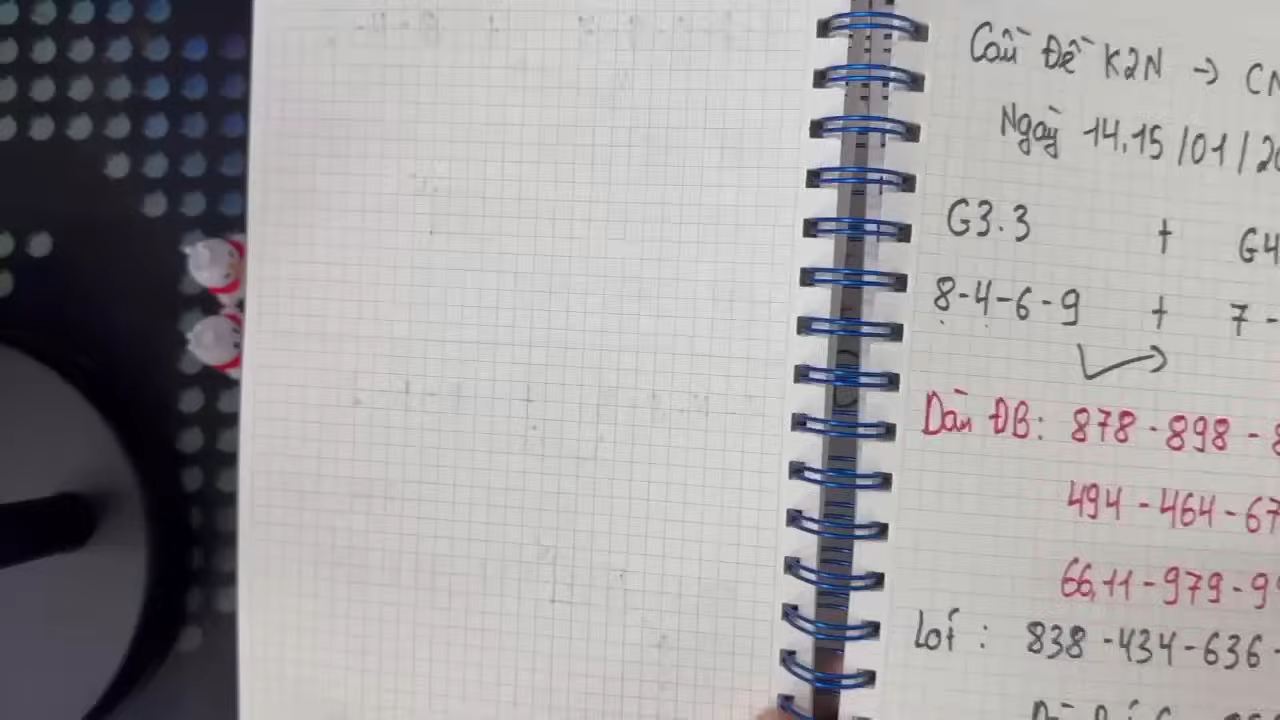 Cầu Đề K2N → CN
Ngày 14,15/01/20
G3.3 + G4
8-4-6-9 + 7-
Dàn ĐB: 878-898-8
494-464-67
66,11-979-9
Lót: 838-434-636-